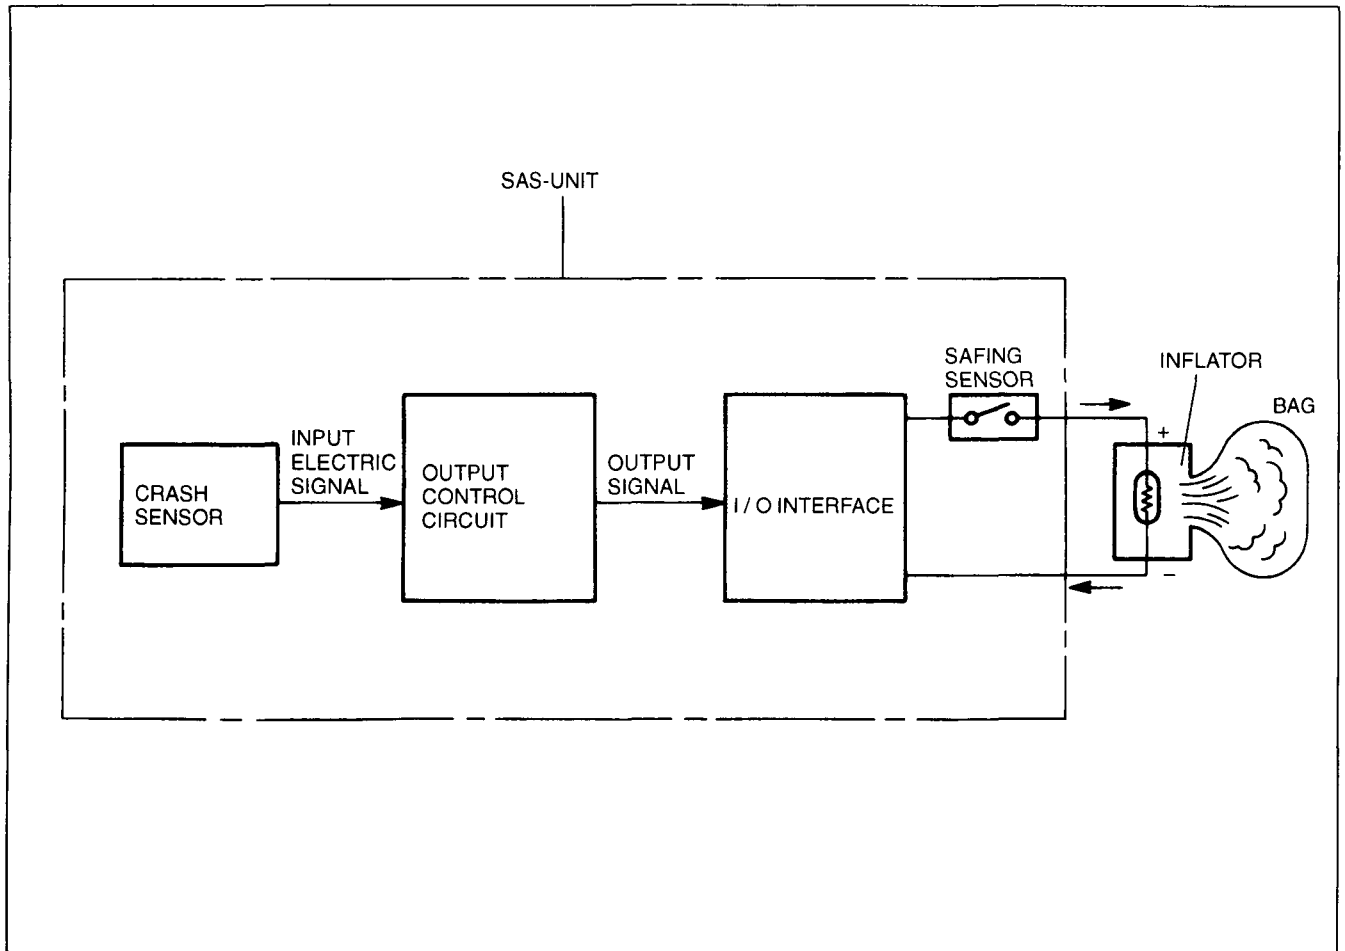 SAS-UNIT
SAFING
SENSOR
INFLATOR
BAG
INPUT
ELECTRIC
SIGNAL
CRASH
SENSOR
OUTPUT
CONTROL
CIRCUIT
OUTPUT
SIGNAL
I/O INTERFACE
+
−